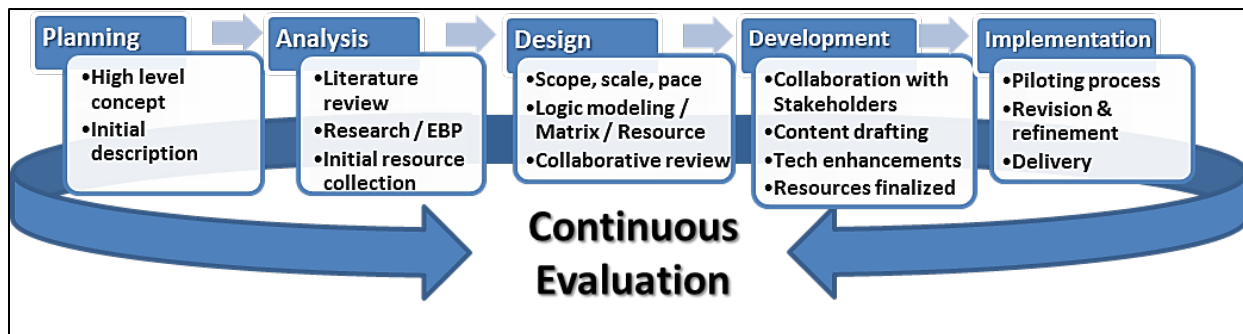 Planning
•High level
concept
•Initial
description
Analysis
•Literature
review
•Research / EBP
•Initial resource
collection
Design
•Scope, scale, pace
•Logic modeling /
Matrix / Resource
•Collaborative review
Development
•Collaboration with
Stakeholders
•Content drafting
•Tech enhancements
•Resources finalized
Implementation
•Piloting process
•Revision &
refinement
•Delivery
Continuous
Evaluation